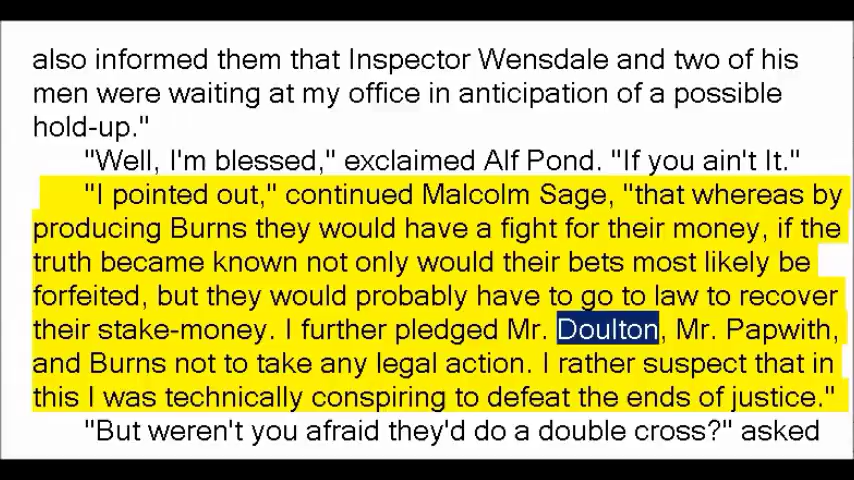 also informed them that Inspector Wensdale and two of his
men were waiting at my office in anticipation of a possible
hold-up."
"Well, I'm blessed," exclaimed Alf Pond. "If you ain't It."
"I pointed out," continued Malcolm Sage, "that whereas by
producing Burns they would have a fight for their money, if the
truth became known not only would their bets most likely be
forfeited, but they would probably have to go to law to recover
their stake-money. I further pledged Mr. Doulton, Mr. Papwith,
and Burns not to take any legal action. I rather suspect that in
this I was technically conspiring to defeat the ends of justice."
"But weren't you afraid they'd do a double cross?" asked